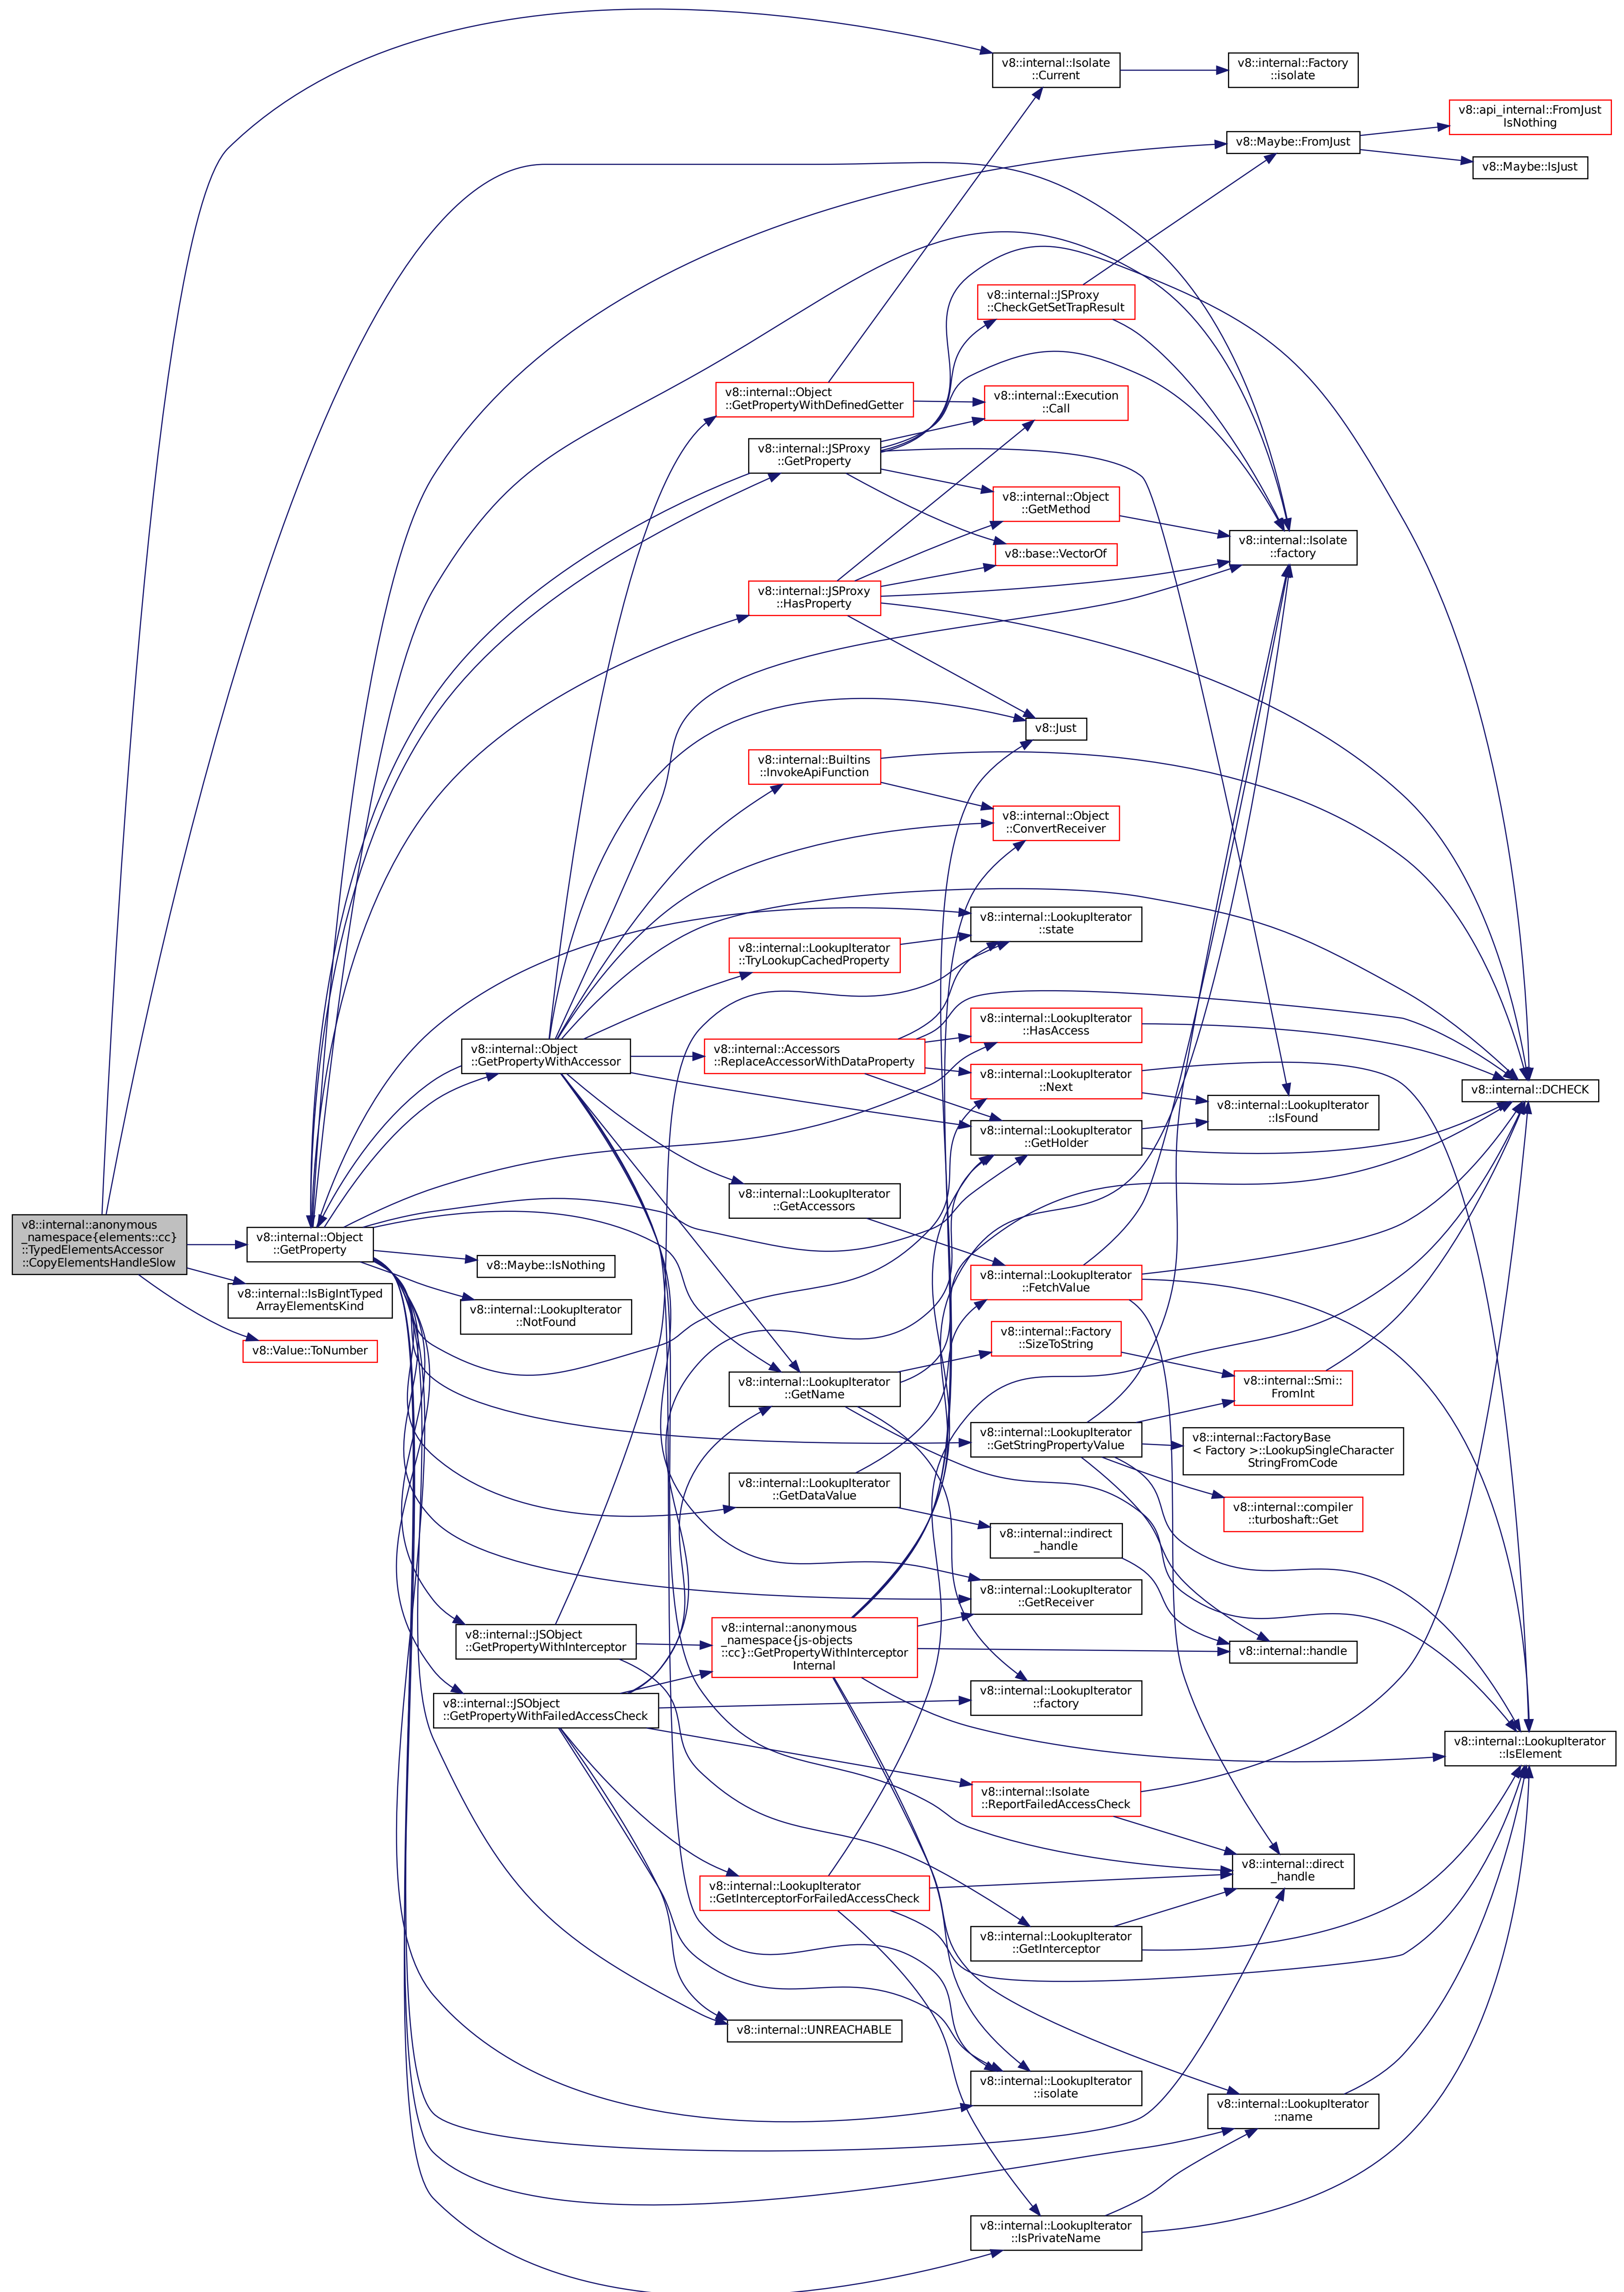 v8::internal::Isolate
::Current
v8::internal::Factory
::isolate
v8::api_internal::FromJust
IsNothing
v8::Maybe::FromJust
v8::Maybe::IsJust
v8::internal::JSProxy
::CheckGetSetTrapResult
v8::internal::Object
::GetPropertyWithDefinedGetter
v8::internal::Execution
::Call
v8::internal::JSProxy
::GetProperty
v8::internal::Object
::GetMethod
v8::internal::Isolate
::factory
v8::base::VectorOf
v8::internal::JSProxy
::HasProperty
v8::Just
v8::internal::Builtins
::InvokeApiFunction
v8::internal::Object
::ConvertReceiver
v8::internal::LookupIterator
::state
v8::internal::LookupIterator
::TryLookupCachedProperty
v8::internal::LookupIterator
::HasAccess
v8::internal::Object
::GetPropertyWithAccessor
v8::internal::Accessors
::ReplaceAccessorWithDataProperty
v8::internal::LookupIterator
::Next
v8::internal::DCHECK
v8::internal::LookupIterator
::IsFound
v8::internal::LookupIterator
::GetHolder
v8::internal::LookupIterator
::GetAccessors
v8::internal::anonymous
_namespace{elements::cc}
::TypedElementsAccessor
::CopyElementsHandleSlow
v8::internal::Object
::GetProperty
v8::Maybe::IsNothing
v8::internal::LookupIterator
::FetchValue
v8::internal::IsBigIntTyped
ArrayElementsKind
v8::internal::LookupIterator
::NotFound
v8::Value::ToNumber
v8::internal::Factory
::SizeToString
v8::internal::LookupIterator
::GetName
v8::internal::Smi::
FromInt
v8::internal::LookupIterator
::GetStringPropertyValue
v8::internal::FactoryBase
< Factory >::LookupSingleCharacter
StringFromCode
v8::internal::LookupIterator
::GetDataValue
v8::internal::compiler
::turboshaft::Get
v8::internal::indirect
_handle
v8::internal::LookupIterator
::GetReceiver
v8::internal::JSObject
::GetPropertyWithInterceptor
v8::internal::anonymous
_namespace{js-objects
::cc}::GetPropertyWithInterceptor
Internal
v8::internal::handle
v8::internal::JSObject
::GetPropertyWithFailedAccessCheck
v8::internal::LookupIterator
::factory
v8::internal::LookupIterator
::IsElement
v8::internal::Isolate
::ReportFailedAccessCheck
v8::internal::direct
_handle
v8::internal::LookupIterator
::GetInterceptorForFailedAccessCheck
v8::internal::LookupIterator
::GetInterceptor
v8::internal::UNREACHABLE
v8::internal::LookupIterator
::isolate
v8::internal::LookupIterator
::name
v8::internal::LookupIterator
::IsPrivateName